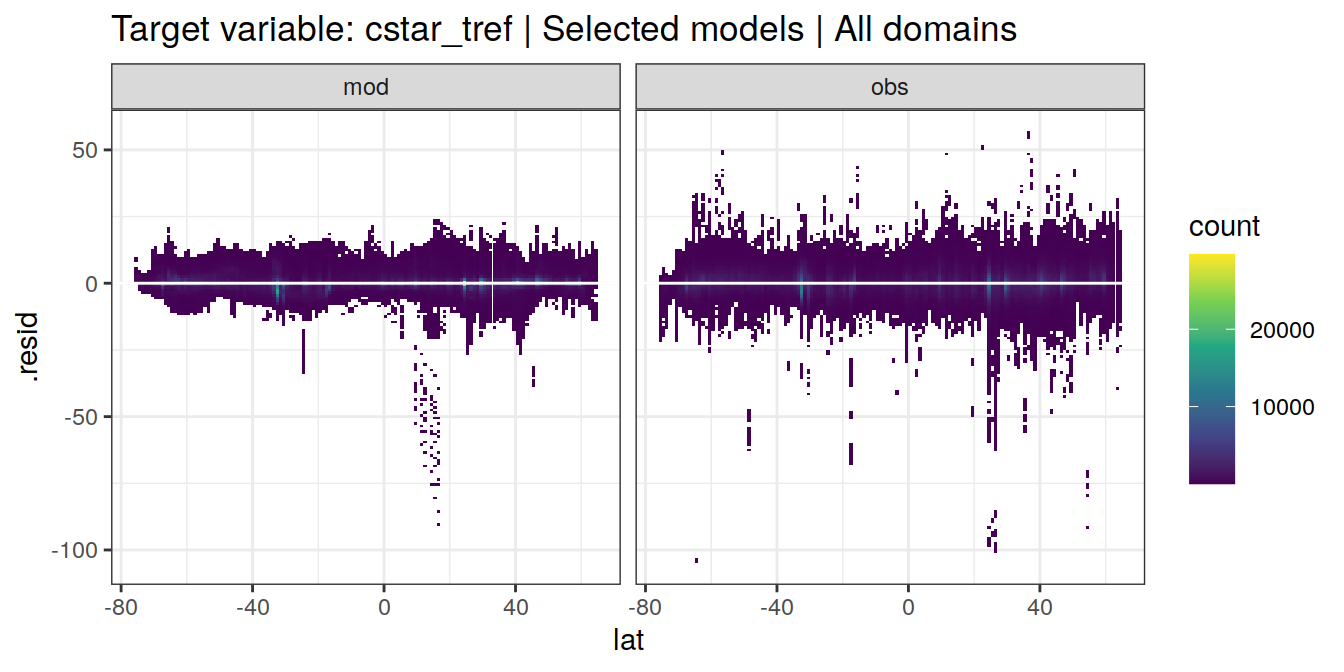 Target variable: cstar_tref | Selected models | All domains
mod
obs
50
0
-50
-100
.resid
-80
-40
0
40
-80
-40
0
40
lat
count
20000
10000